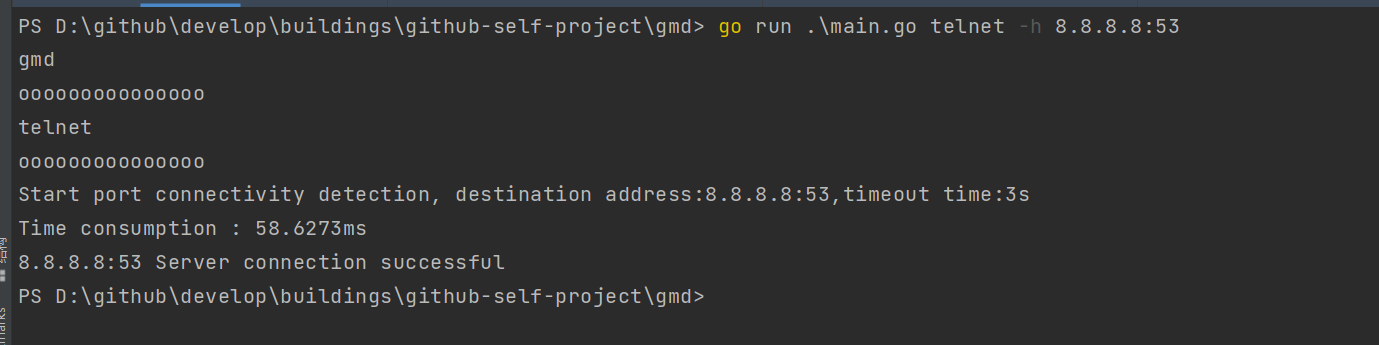 PS D:\github\develop\buildings\github-self-project\gmd> go run .\main.go telnet -h 8.8.8.8:53
gmd
ooooooooooooooo
telnet
ooooooooooooooo
Start port connectivity detection, destination address:8.8.8.8:53,timeout time:3s
Time consumption : 58.6273ms
8.8.8.8:53 Server connection successful
PS D:\github\develop\buildings\github-self-project\gmd>
结构